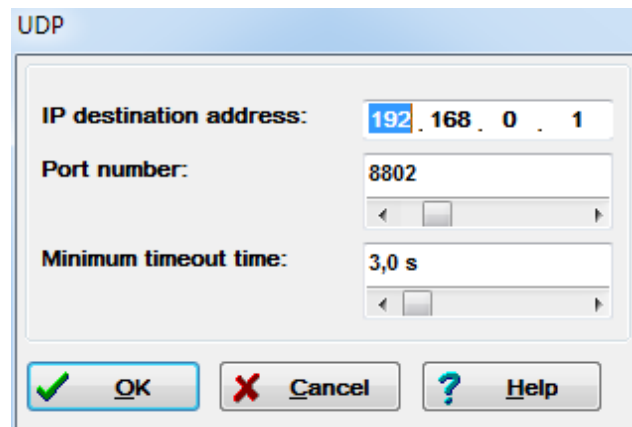 UDP
IP destination address: 192 . 168 . 0 . 1
Port number: 8802
Minimum timeout time: 3,0 s
OK Cancel Help